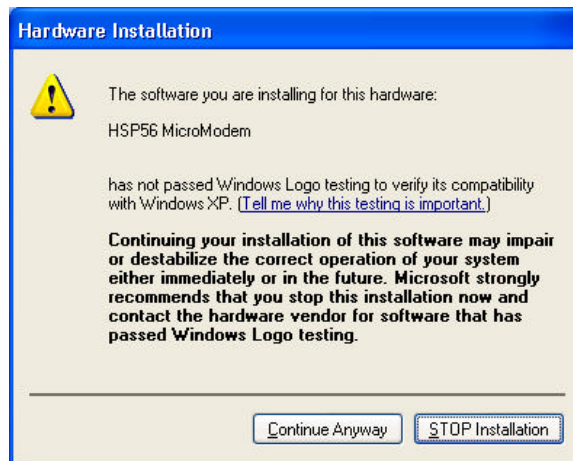 Hardware Installation
The software you are installing for this hardware:
HSP56 MicroModem
has not passed Windows Logo testing to verify its compatibility
with Windows XP. (Tell me why this testing is important.)
Continuing your installation of this software may impair
or destabilize the correct operation of your system
either immediately or in the future. Microsoft strongly
recommends that you stop this installation now and
contact the hardware vendor for software that has
passed Windows Logo testing.
Continue Anyway
STOP Installation